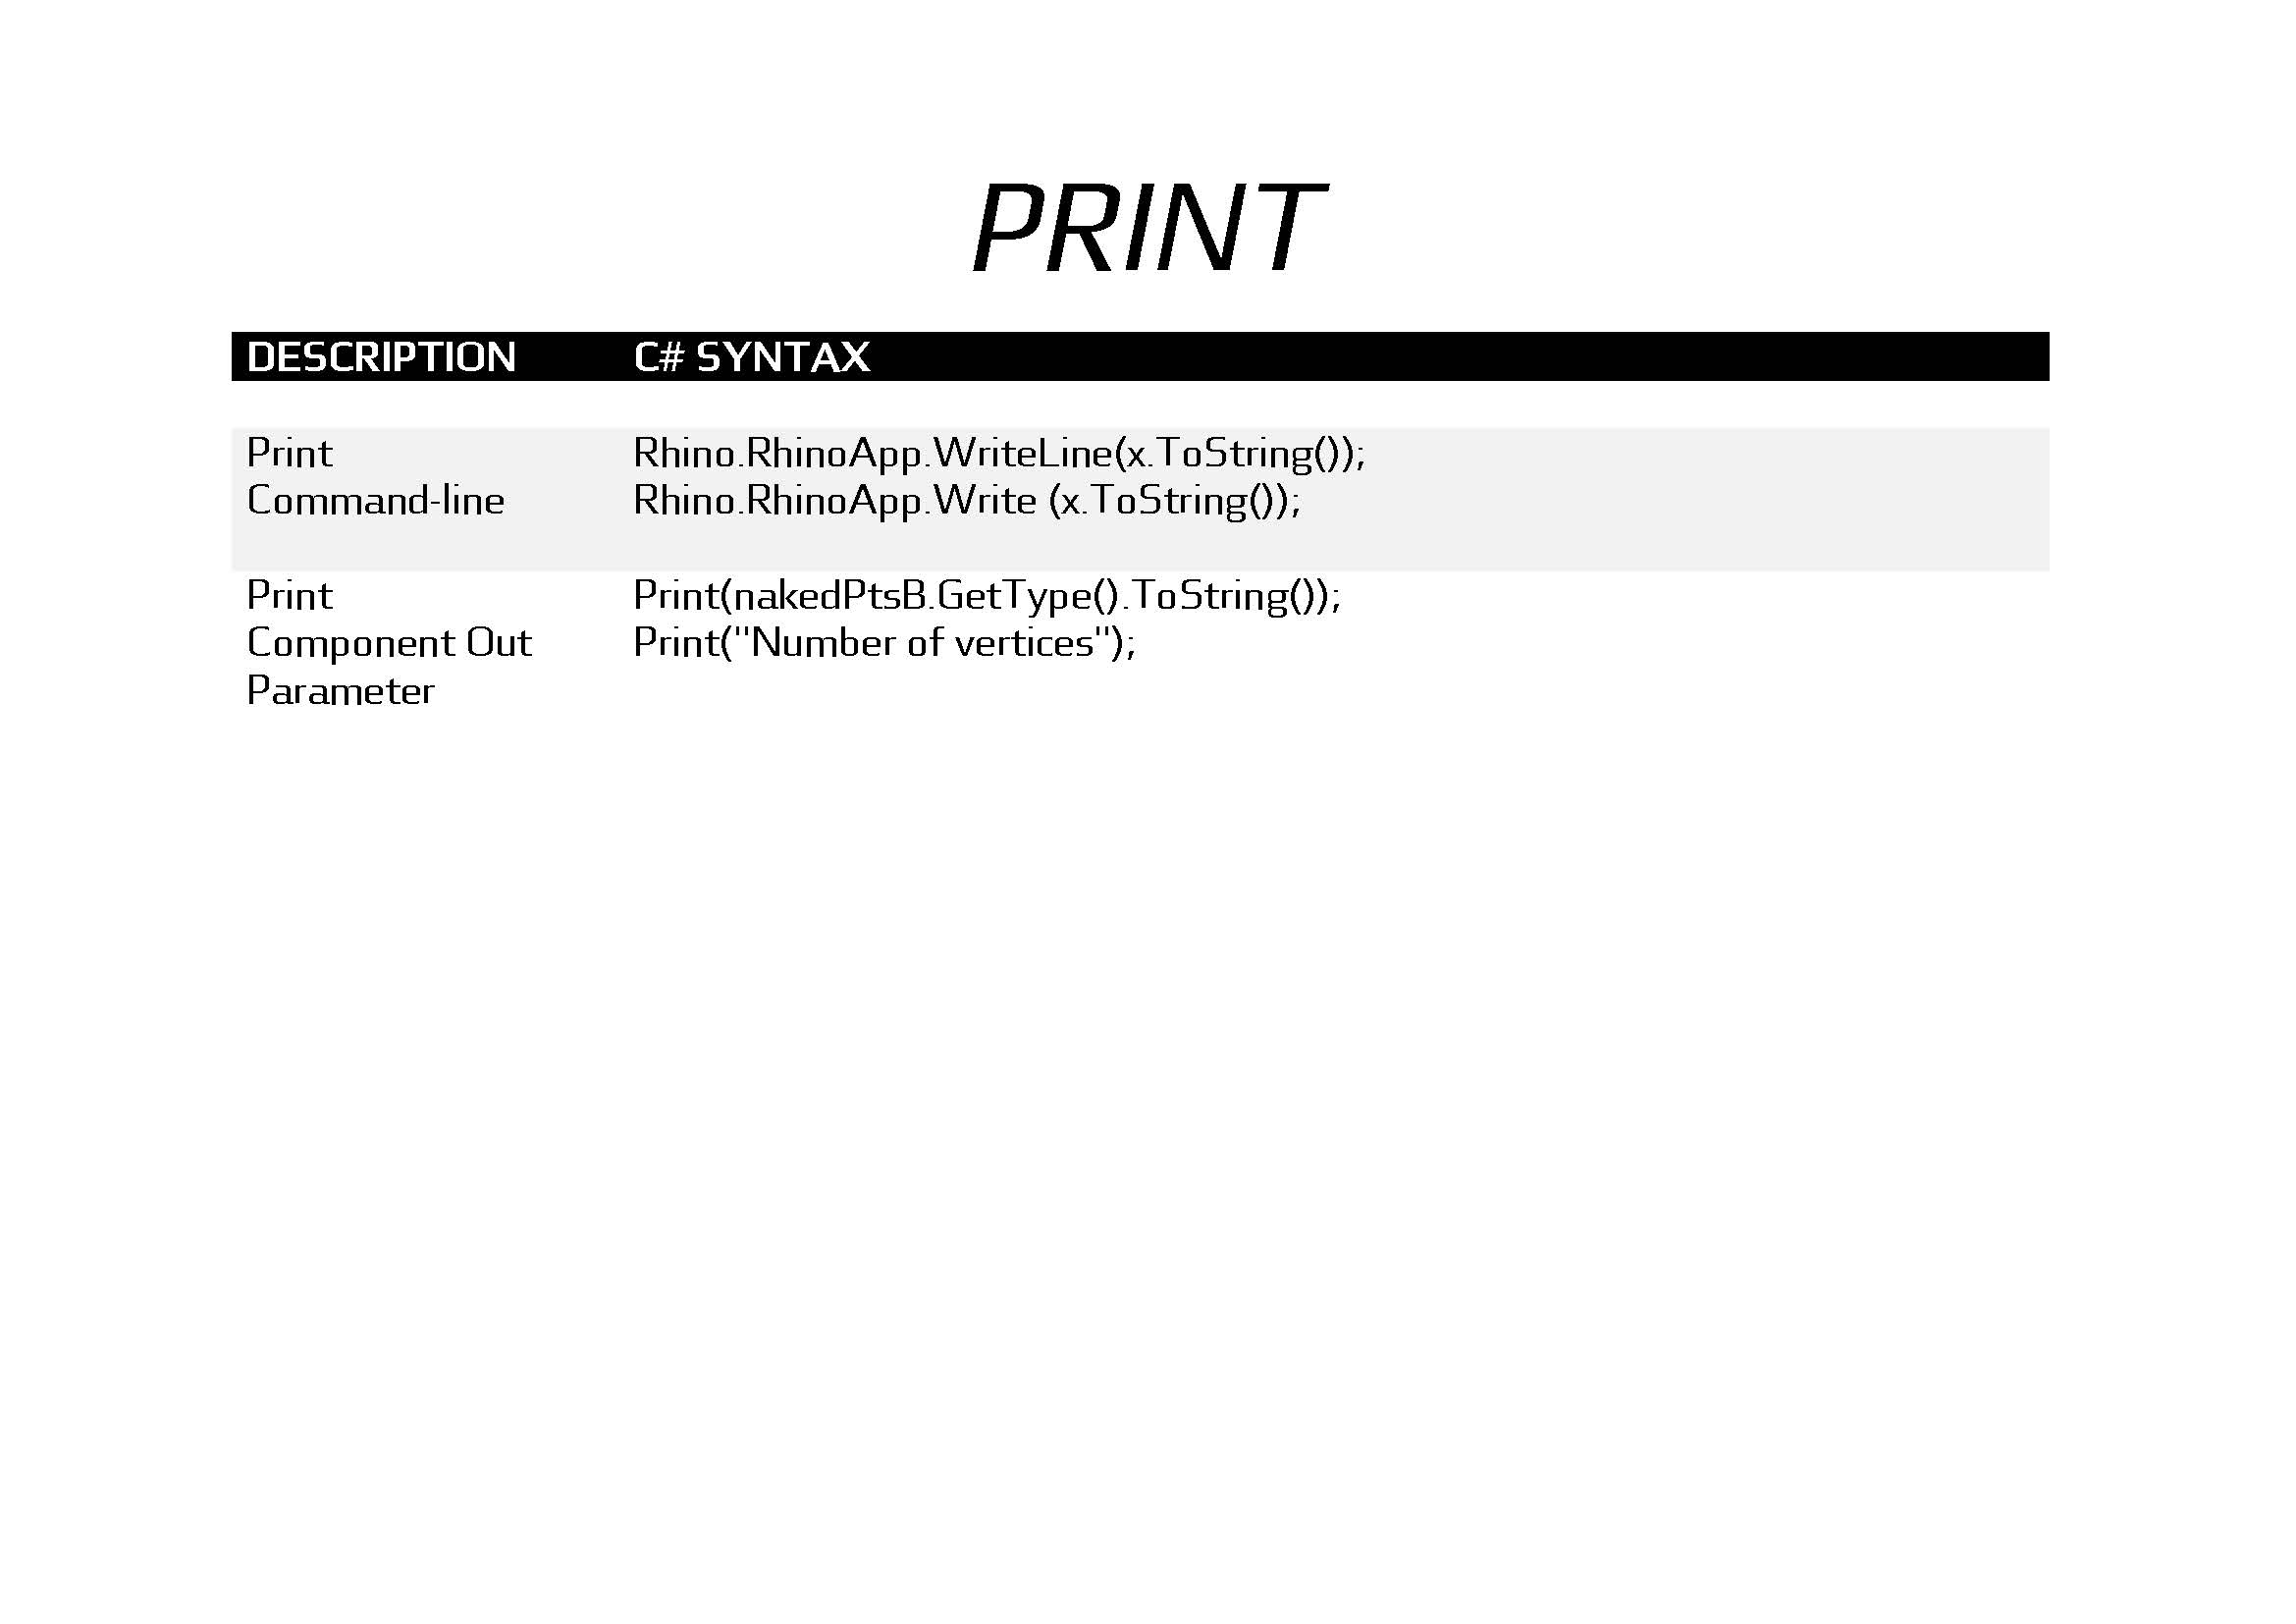 PRINT
DESCRIPTION C# SYNTAX
Print Rhino.RhinoApp.WriteLine(x.ToString());
Command-line Rhino.RhinoApp.Write (x.ToString());
Print Print(nakedPtsB.GetType().ToString());
Component Out Print("Number of vertices");
Parameter